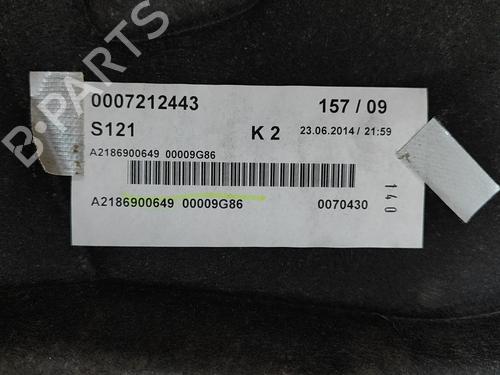 0007212443 157 / 09
S121 K 2 23.06.2014 / 21:59
A2186900649 00009G86
A2186900649 00009G86 0070430
140
B-PARTS